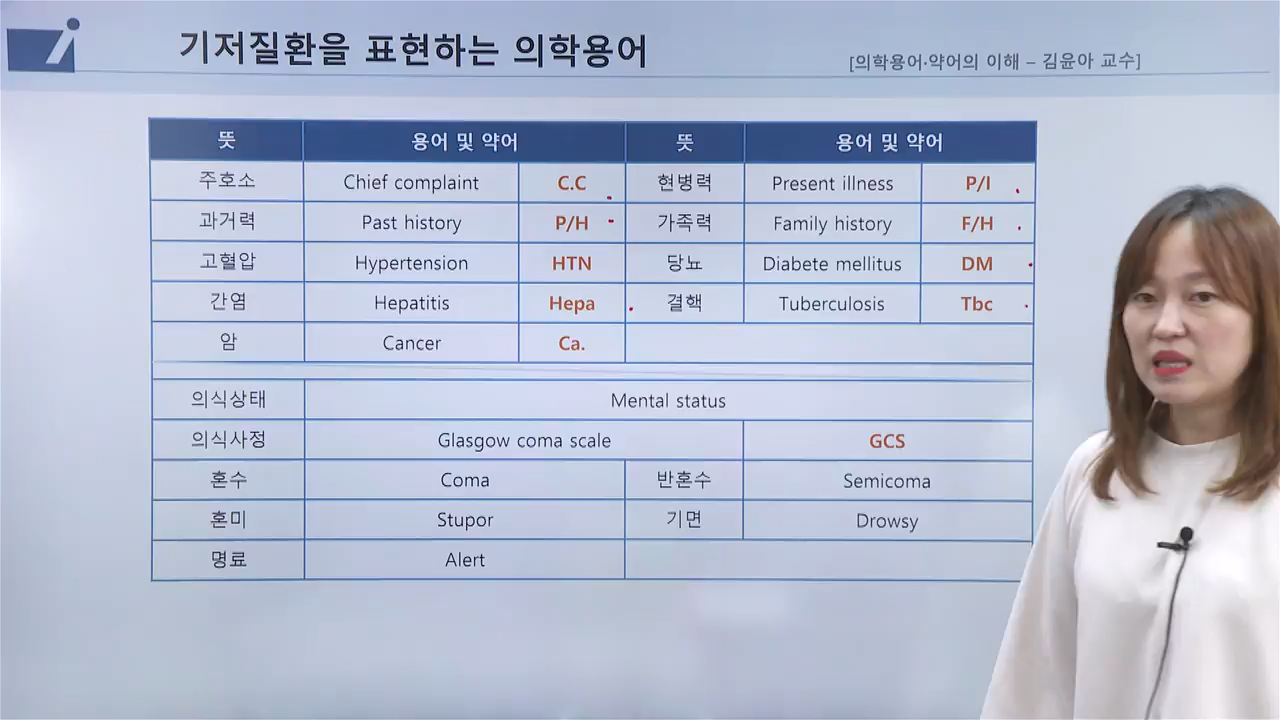 기저질환을 표현하는 의학용어
[의학용어·약어의 이해 – 김윤아 교수]
뜻 용어 및 약어 뜻 용어 및 약어
주호소 Chief complaint C.C 현병력 Present illness P/I
과거력 Past history P/H 가족력 Family history F/H
고혈압 Hypertension HTN 당뇨 Diabete mellitus DM
간염 Hepatitis Hepa 결핵 Tuberculosis Tbc
암 Cancer Ca.
의식상태 Mental status
의식사정 Glasgow coma scale GCS
혼수 Coma 반혼수 Semicoma
혼미 Stupor 기면 Drowsy
명료 Alert